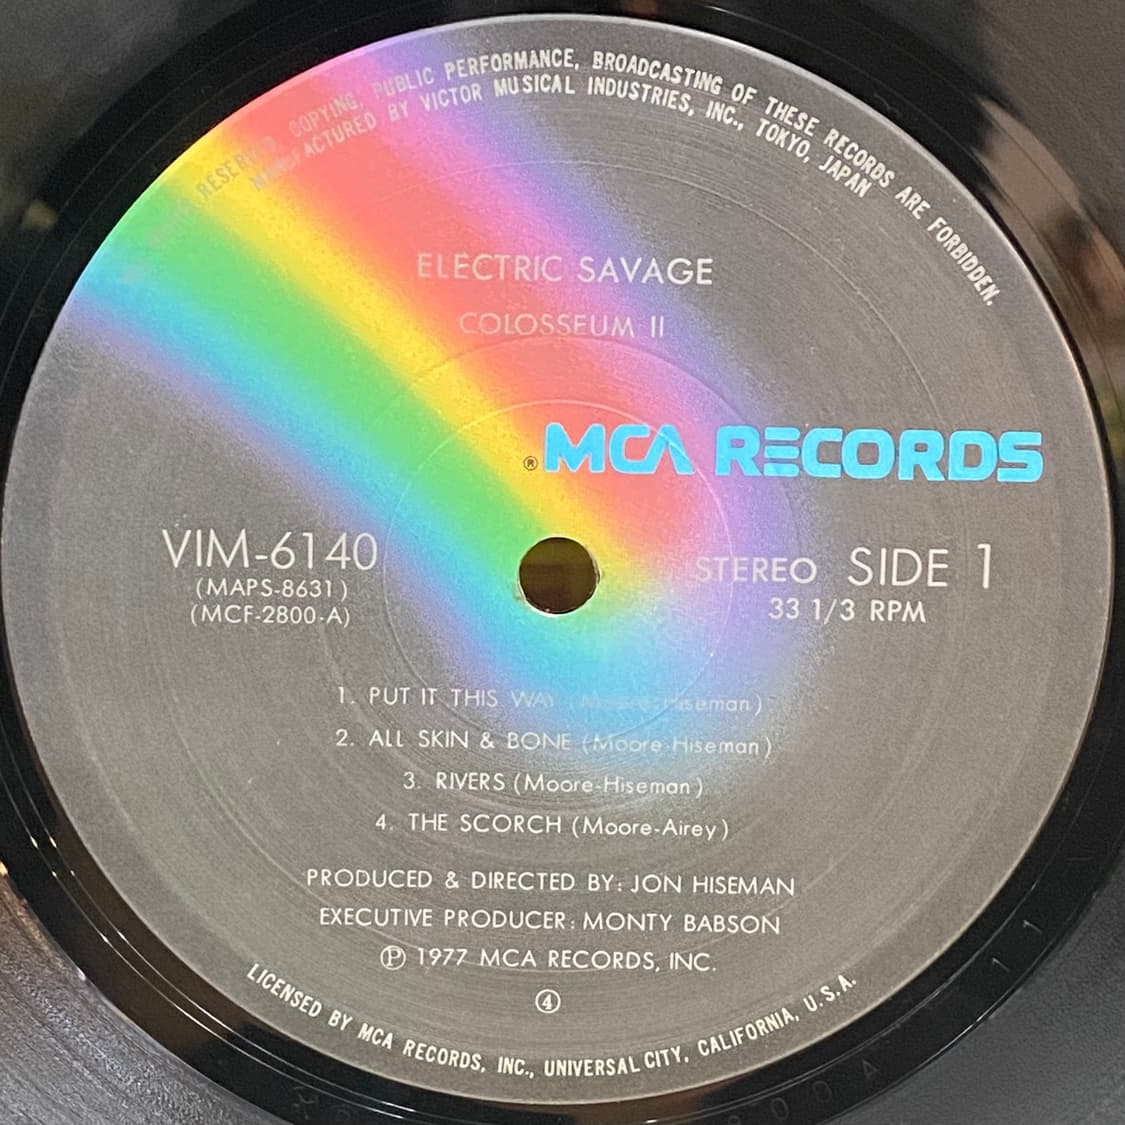 RESERVED. COPYING, PUBLIC PERFORMANCE, BROADCASTING OF THESE RECORDS ARE FORBIDDEN.
MANUFACTURED BY VICTOR MUSICAL INDUSTRIES, INC., TOKYO, JAPAN
ELECTRIC SAVAGE
COLOSSEUM II
® MCA RECORDS
VIM-6140
(MAPS-8631)
(MCF-2800-A)
STEREO SIDE 1
33 1/3 RPM
1. PUT IT THIS WAY (Moore-Hiseman)
2. ALL SKIN & BONE (Moore-Hiseman)
3. RIVERS (Moore-Hiseman)
4. THE SCORCH (Moore-Airey)
PRODUCED & DIRECTED BY: JON HISEMAN
EXECUTIVE PRODUCER: MONTY BABSON
Ⓟ 1977 MCA RECORDS, INC.
④
LICENSED BY MCA RECORDS, INC., UNIVERSAL CITY, CALIFORNIA, U.S.A.